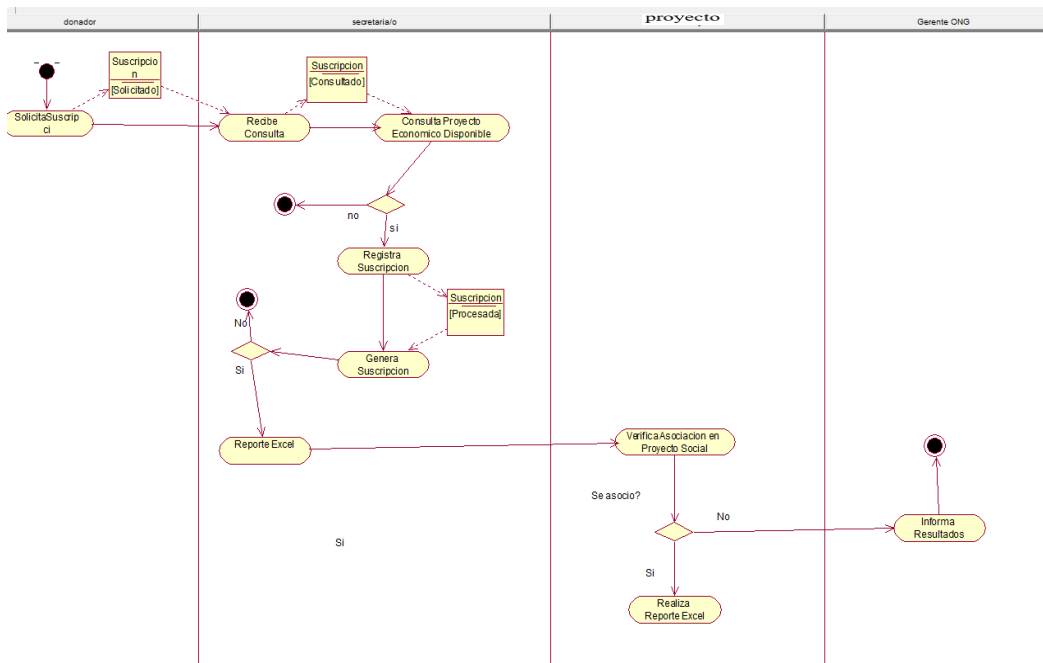 donador
secretaria/o
proyecto
Gerente ONG
Suscripcio
n
[Solicitado]
SolicitaSuscrip
ci
Suscripcion
[Consultado]
Recibe
Consulta
Consulta Proyecto
Economico Disponible
no
si
Registra
Suscripcion
Suscripcion
[Procesada]
No
Si
Genera
Suscripcion
Reporte Excel
Verifica Asociacion en
Proyecto Social
Se asocio?
No
Informa
Resultados
Si
Si
Realiza
Reporte Excel